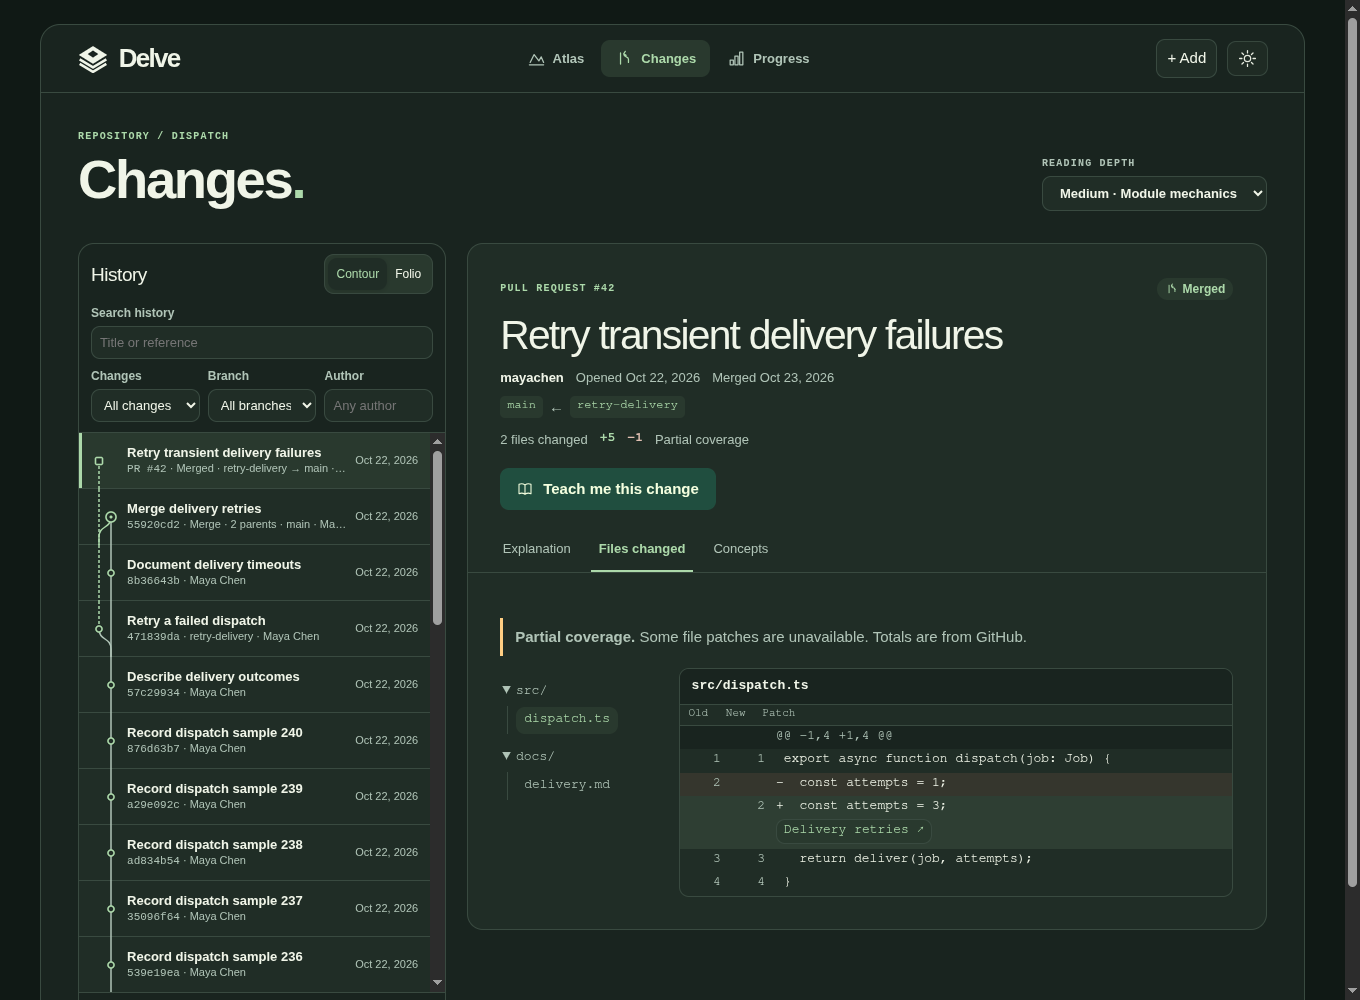 Delve
Atlas
Changes
Progress
+ Add
REPOSITORY / DISPATCH
Changes.
READING DEPTH
Medium · Module mechanics
History
Contour
Folio
Search history
Title or reference
Changes
Branch
Author
All changes
All branches
Any author
Retry transient delivery failures
PR #42 · Merged · retry-delivery → main ·…
Oct 22, 2026
Merge delivery retries
55920cd2 · Merge · 2 parents · main · Ma…
Oct 22, 2026
Document delivery timeouts
8b36643b · Maya Chen
Oct 22, 2026
Retry a failed dispatch
471839da · retry-delivery · Maya Chen
Oct 22, 2026
Describe delivery outcomes
57c29934 · Maya Chen
Oct 22, 2026
Record dispatch sample 240
876d63b7 · Maya Chen
Oct 22, 2026
Record dispatch sample 239
a29e092c · Maya Chen
Oct 22, 2026
Record dispatch sample 238
ad834b54 · Maya Chen
Oct 22, 2026
Record dispatch sample 237
35096f64 · Maya Chen
Oct 22, 2026
Record dispatch sample 236
539e19ea · Maya Chen
Oct 22, 2026
PULL REQUEST #42
Merged
Retry transient delivery failures
mayachen Opened Oct 22, 2026 Merged Oct 23, 2026
main ← retry-delivery
2 files changed +5 −1 Partial coverage
Teach me this change
Explanation
Files changed
Concepts
Partial coverage. Some file patches are unavailable. Totals are from GitHub.
▼ src/
dispatch.ts
▼ docs/
delivery.md
src/dispatch.ts
Old New Patch
@@ -1,4 +1,4 @@
1 1 export async function dispatch(job: Job) {
2 - const attempts = 1;
2 + const attempts = 3;
Delivery retries ↗
3 3 return deliver(job, attempts);
4 4 }